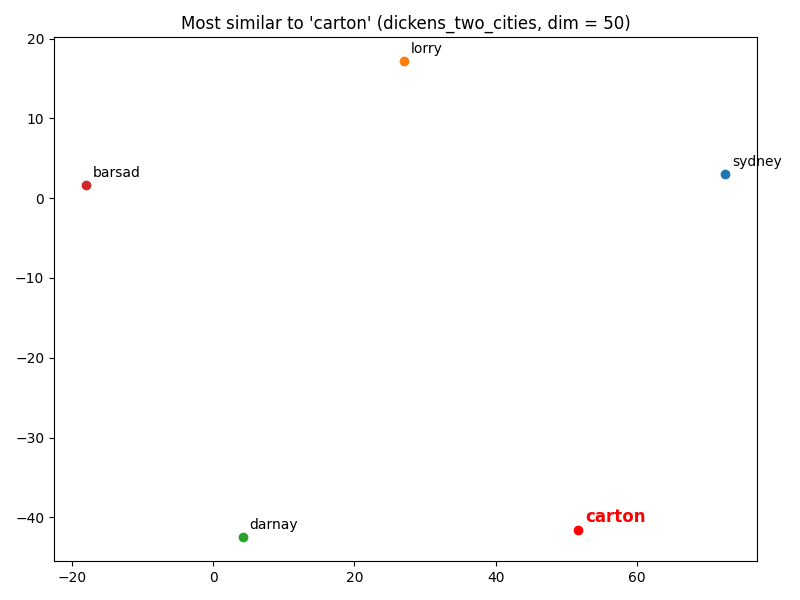 Most similar to 'carton' (dickens_two_cities, dim = 50)
20
lorry
10
sydney
barsad
0
−10
−20
−30
−40
carton
darnay
−20
0
20
40
60